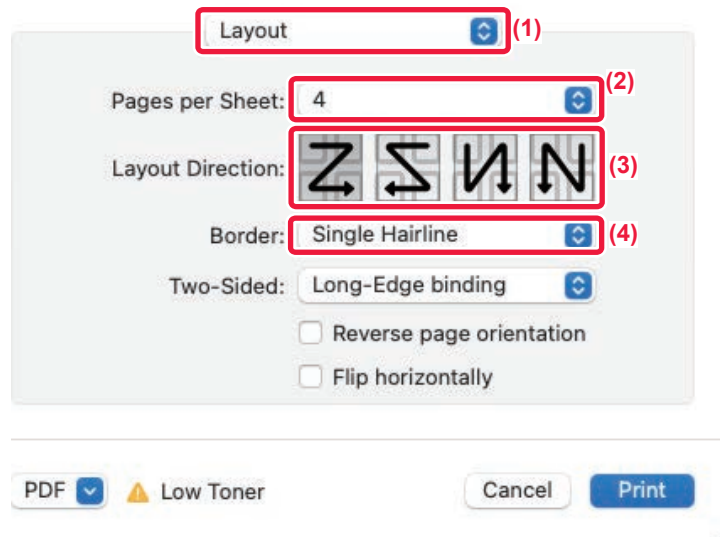 Layout (1)
Pages per Sheet: 4 (2)
Layout Direction: (3)
Border: Single Hairline (4)
Two-Sided: Long-Edge binding
Reverse page orientation
Flip horizontally
PDF Low Toner Cancel Print